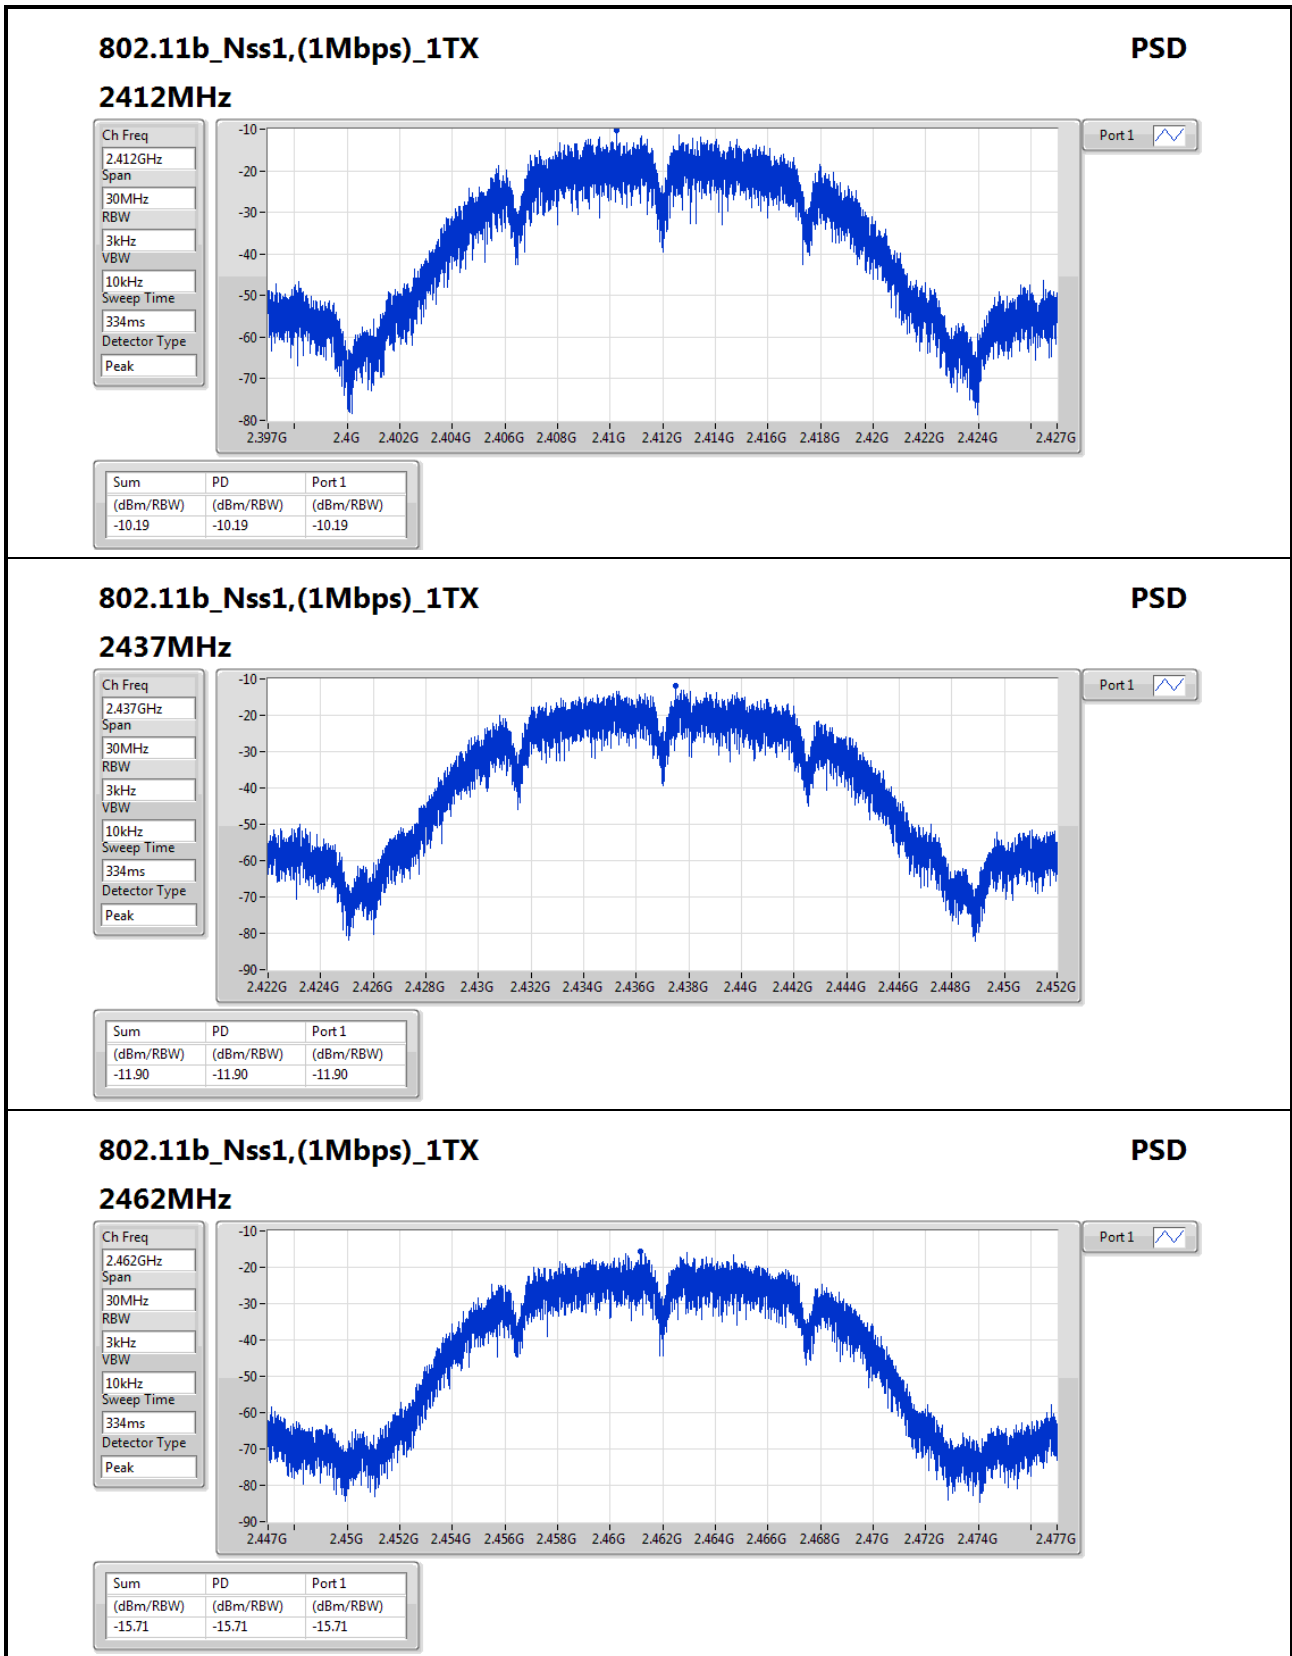 802.11b_Nss1,(1Mbps)_1TX PSD
2412MHz
Ch Freq
2.412GHz
Span
30MHz
RBW
3kHz
VBW
10kHz
Sweep Time
334ms
Detector Type
Peak
Port 1
-10
-20
-30
-40
-50
-60
-70
-80
2.397G 2.4G 2.402G 2.404G 2.406G 2.408G 2.41G 2.412G 2.414G 2.416G 2.418G 2.42G 2.422G 2.424G 2.427G
Sum PD Port 1
(dBm/RBW) (dBm/RBW) (dBm/RBW)
-10.19 -10.19 -10.19
802.11b_Nss1,(1Mbps)_1TX PSD
2437MHz
Ch Freq
2.437GHz
Span
30MHz
RBW
3kHz
VBW
10kHz
Sweep Time
334ms
Detector Type
Peak
Port 1
-10
-20
-30
-40
-50
-60
-70
-80
-90
2.422G 2.424G 2.426G 2.428G 2.43G 2.432G 2.434G 2.436G 2.438G 2.44G 2.442G 2.444G 2.446G 2.448G 2.45G 2.452G
Sum PD Port 1
(dBm/RBW) (dBm/RBW) (dBm/RBW)
-11.90 -11.90 -11.90
802.11b_Nss1,(1Mbps)_1TX PSD
2462MHz
Ch Freq
2.462GHz
Span
30MHz
RBW
3kHz
VBW
10kHz
Sweep Time
334ms
Detector Type
Peak
Port 1
-10
-20
-30
-40
-50
-60
-70
-80
-90
2.447G 2.45G 2.452G 2.454G 2.456G 2.458G 2.46G 2.462G 2.464G 2.466G 2.468G 2.47G 2.472G 2.474G 2.477G
Sum PD Port 1
(dBm/RBW) (dBm/RBW) (dBm/RBW)
-15.71 -15.71 -15.71